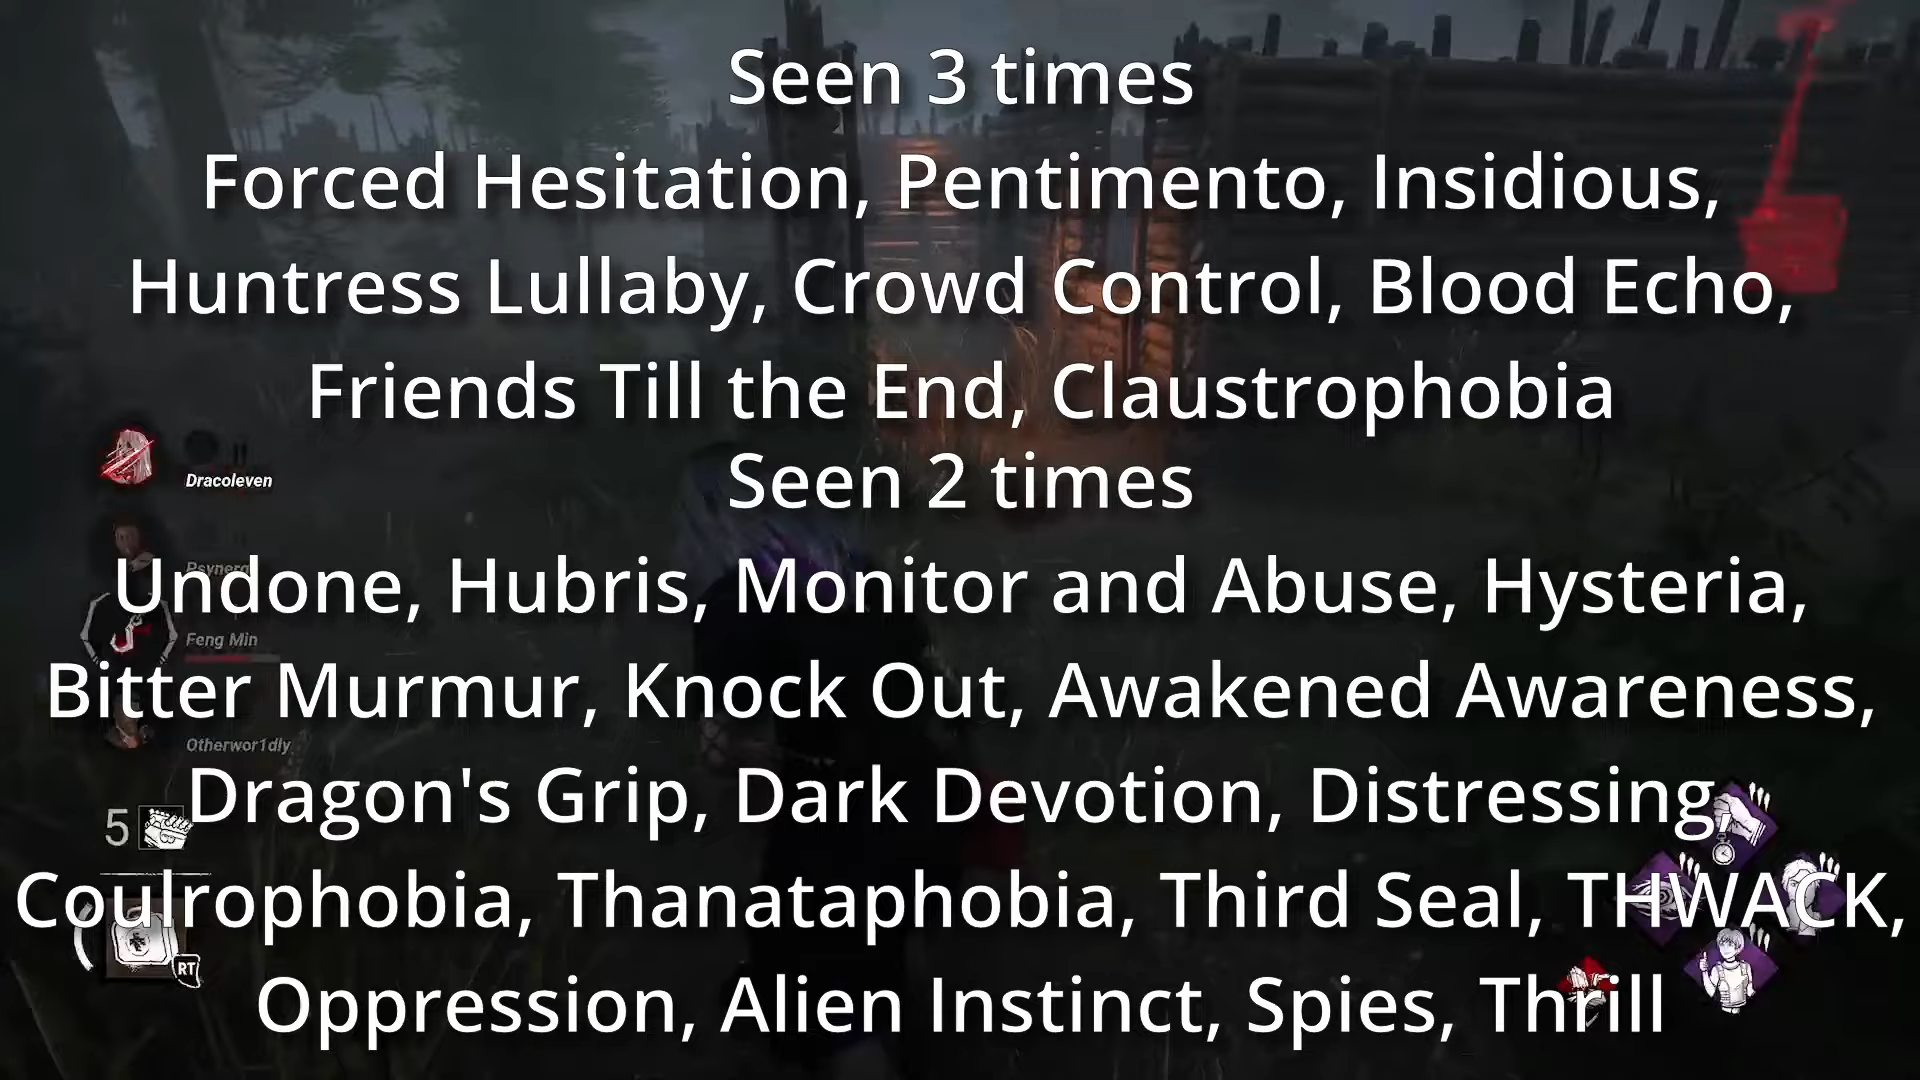 Seen 3 times
Forced Hesitation, Pentimento, Insidious,
Huntress Lullaby, Crowd Control, Blood Echo,
Friends Till the End, Claustrophobia
Dracoleven
Seen 2 times
Undone, Hubris, Monitor and Abuse, Hysteria,
Psynerg
Feng Min
Bitter Murmur, Knock Out, Awakened Awareness,
Otherwor1dly
Dragon's Grip, Dark Devotion, Distressing,
5
Coulrophobia, Thanataphobia, Third Seal, THWACK,
RT
Oppression, Alien Instinct, Spies, Thrill